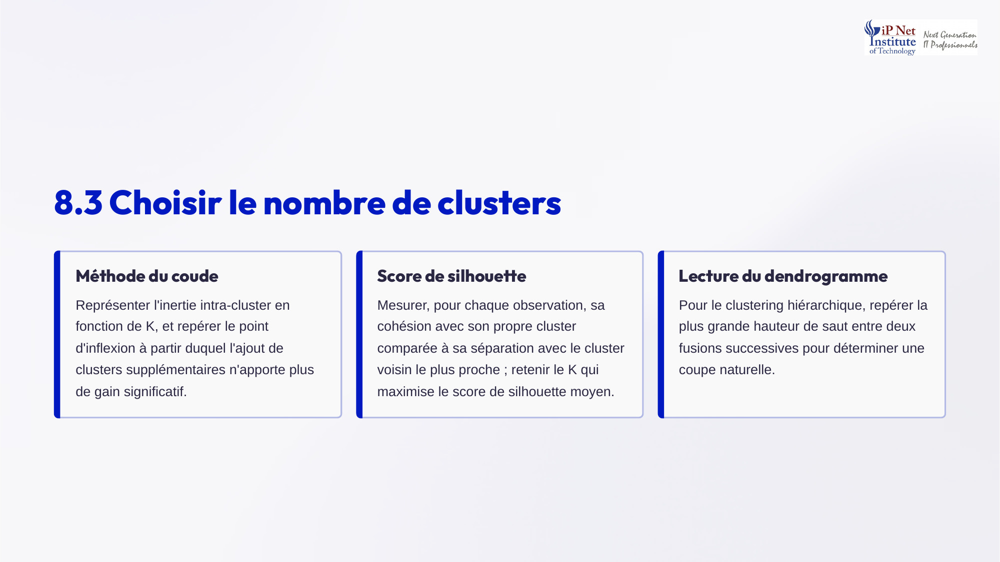 iP Net
Institute
of Technology
Next Generation
IT Professionnels
8.3 Choisir le nombre de clusters
Méthode du coude
Représenter l'inertie intra-cluster en
fonction de K, et repérer le point
d'inflexion à partir duquel l'ajout de
clusters supplémentaires n'apporte plus
de gain significatif.
Score de silhouette
Mesurer, pour chaque observation, sa
cohésion avec son propre cluster
comparée à sa séparation avec le cluster
voisin le plus proche ; retenir le K qui
maximise le score de silhouette moyen.
Lecture du dendrogramme
Pour le clustering hiérarchique, repérer la
plus grande hauteur de saut entre deux
fusions successives pour déterminer une
coupe naturelle.